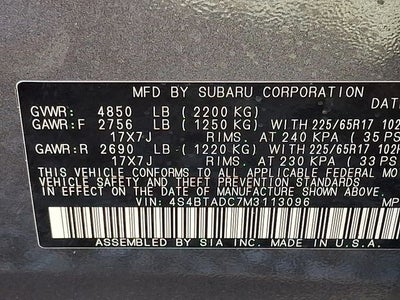 MFD BY SUBARU CORPORATION
DATE
GVWR: 4850 LB (2200 KG)
GAWR:F 2756 LB (1250 KG) WITH 225/65R17 102
17X7J RIMS. AT 240 KPA (35 PS
GAWR:R 2690 LB (1220 KG) WITH 225/65R17 102
17X7J RIMS. AT 230 KPA (33 PS
THIS VEHICLE CONFORMS TO ALL APPLICABLE FEDERAL MOTOR
VEHICLE SAFETY AND THEFT PREVENTION STANDARDS
IN EFFECT ON THE DATE OF MANUFACTURE SHOWN ABOVE.
VIN: 4S4BTADC7M3113096 MP
ASSEMBLED BY SIA INC. MADE IN U.S.A.